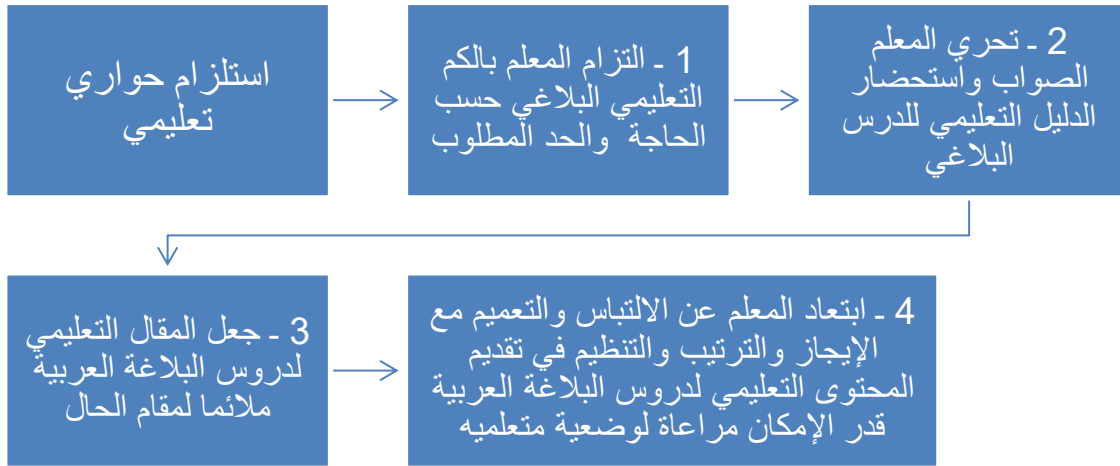 استلزام حواري
تعليمي
1 ـ التزام المعلم بالكم
التعليمي البلاغي حسب
الحاجة والحد المطلوب
2 ـ تحري المعلم
الصواب واستحضار
الدليل التعليمي للدرس
البلاغي
3 ـ جعل المقال التعليمي
لدروس البلاغة العربية
ملائما لمقام الحال
4 ـ ابتعاد المعلم عن الالتباس والتعميم مع
الإيجاز والترتيب والتنظيم في تقديم
المحتوى التعليمي لدروس البلاغة العربية
قدر الإمكان مراعاة لوضعية متعلميه